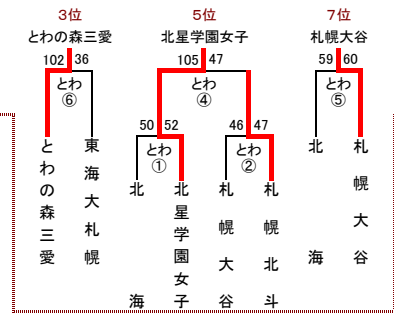 3位 5位 7位
とわの森三愛 北星学園女子 札幌大谷
102 36 105 47 59 60
とわ とわ とわ
⑥ ④ ⑤
50 52 46 47
とわ とわ
① ②
とわの森三愛
東海大札幌
北海
北星学園女子
札幌大谷
札幌北斗
北海
札幌大谷